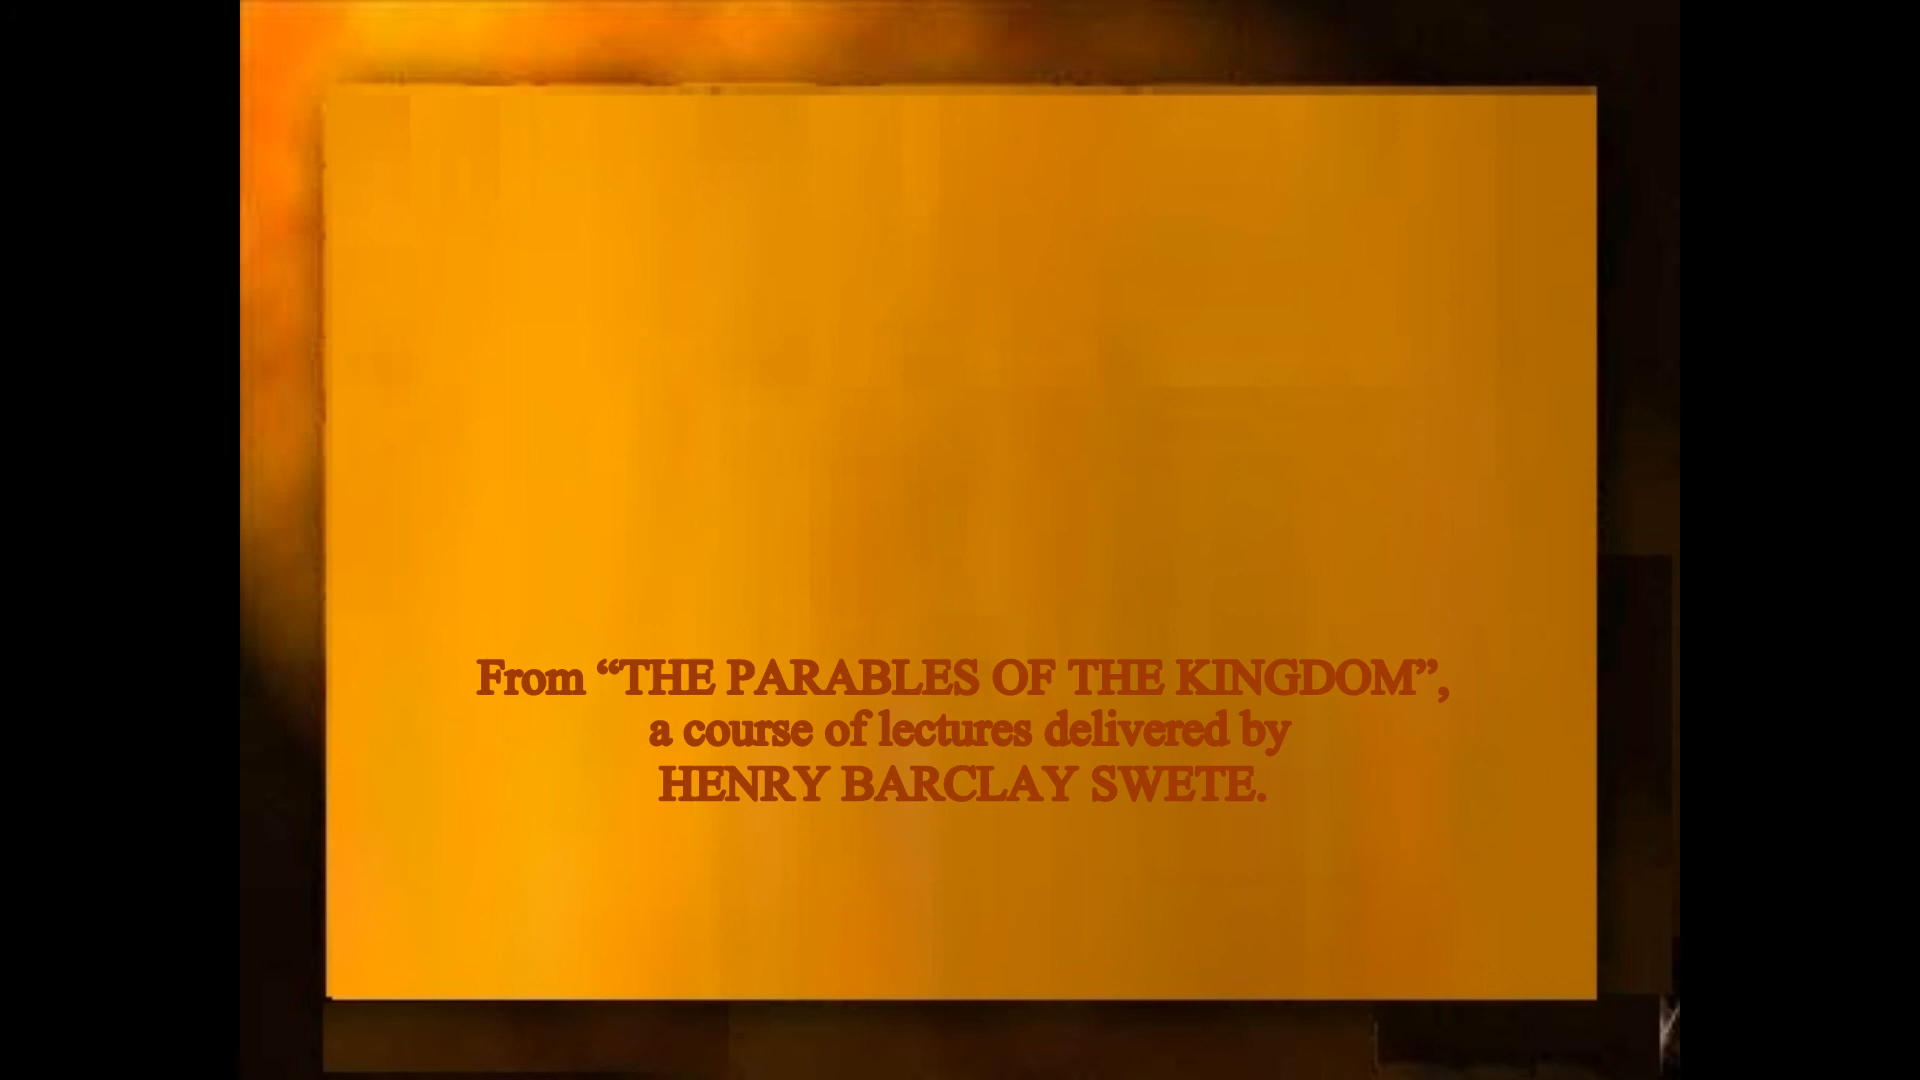 From “THE PARABLES OF THE KINGDOM”,
a course of lectures delivered by
HENRY BARCLAY SWETE.